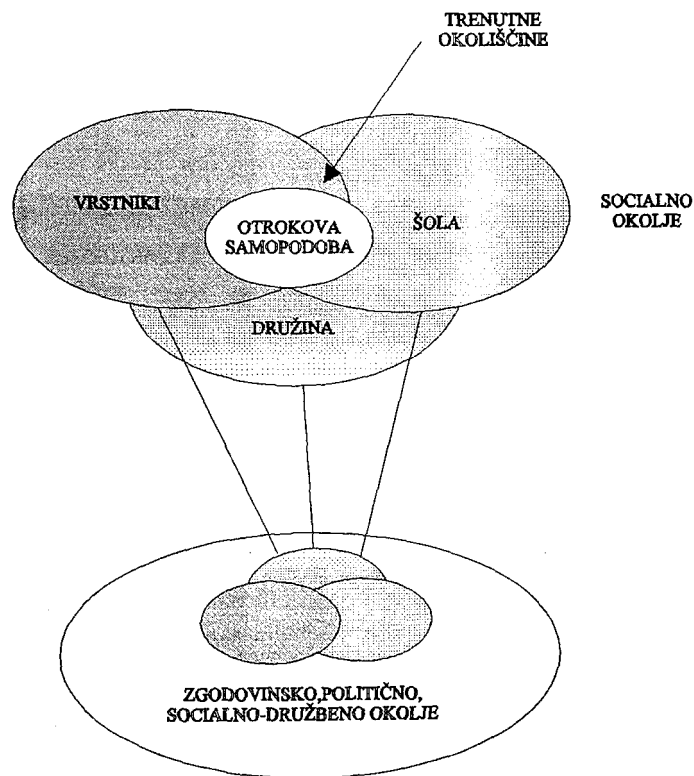 TRENUTNE
OKOLIŠČINE
VRSTNIKI
OTROKOVA
SAMOPODOBA
ŠOLA
SOCIALNO
OKOLJE
DRUŽINA
ZGODOVINSKO,POLITIČNO,
SOCIALNO-DRUŽBENO OKOLJE